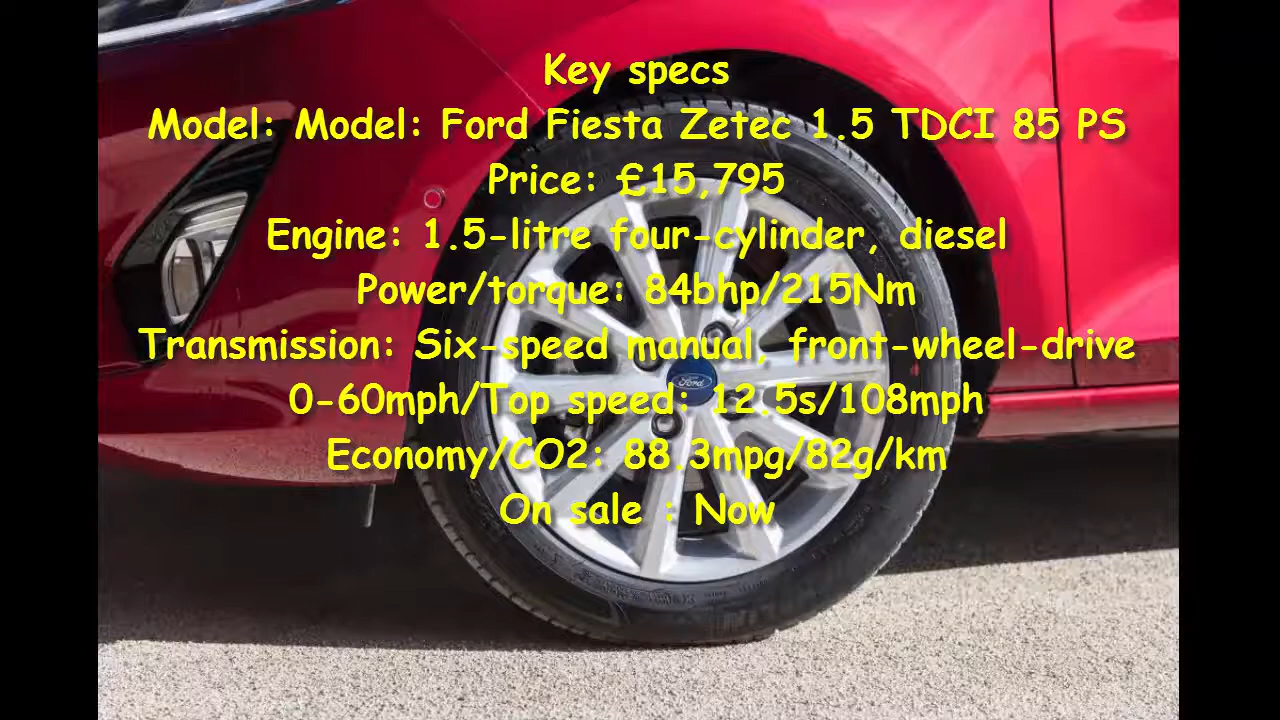 Key specs
Model: Model: Ford Fiesta Zetec 1.5 TDCI 85 PS
Price: £15,795
Engine: 1.5-litre four-cylinder, diesel
Power/torque: 84bhp/215Nm
Transmission: Six-speed manual, front-wheel-drive
Ford
0-60mph/Top speed: 12.5s/108mph
Economy/CO2: 88.3mpg/82g/km
On sale : Now